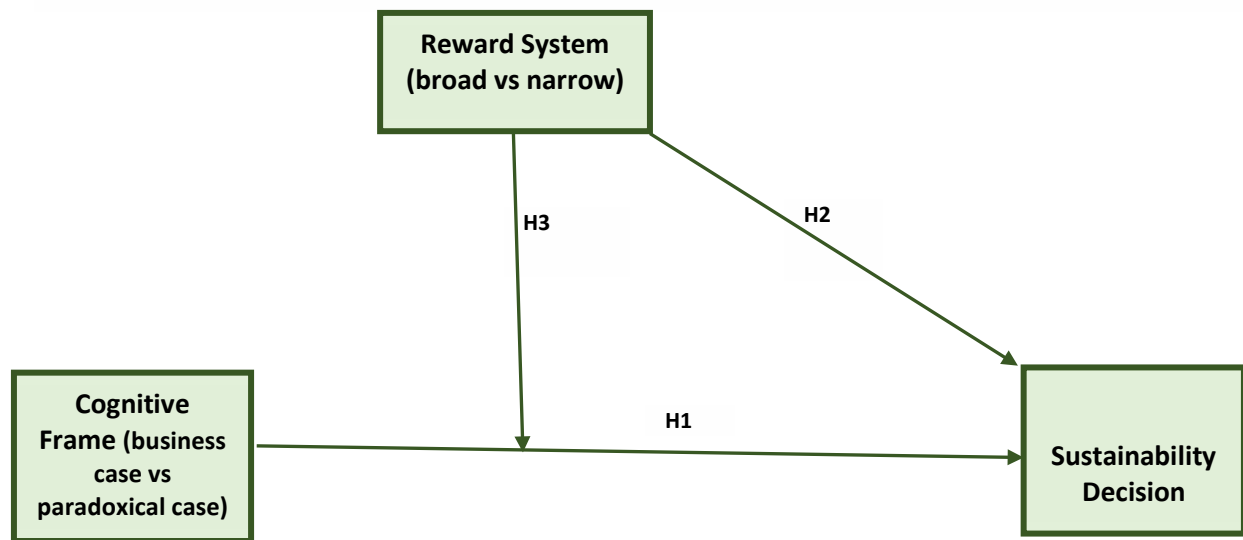 Reward System
(broad vs narrow)
H3
H2
H1
Cognitive
Frame (business
case vs
paradoxical case)
Sustainability
Decision